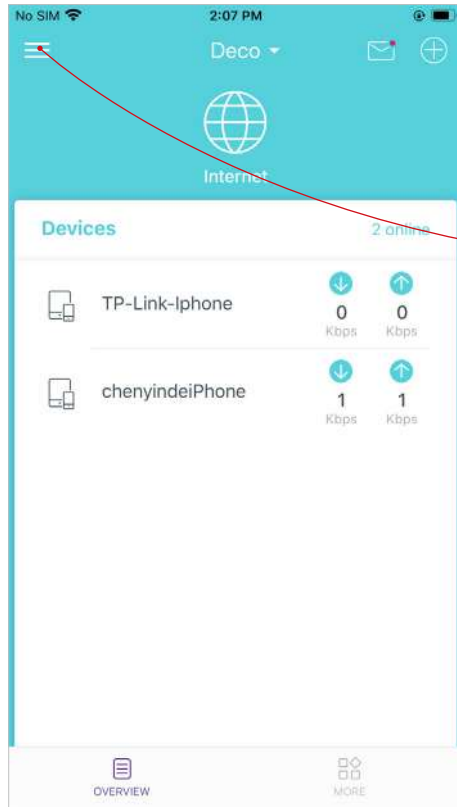 No SIM 2:07 PM
Deco
Internet
Devices 2 online
TP-Link-Iphone 0 Kbps 0 Kbps
chenyindeiPhone 1 Kbps 1 Kbps
OVERVIEW MORE